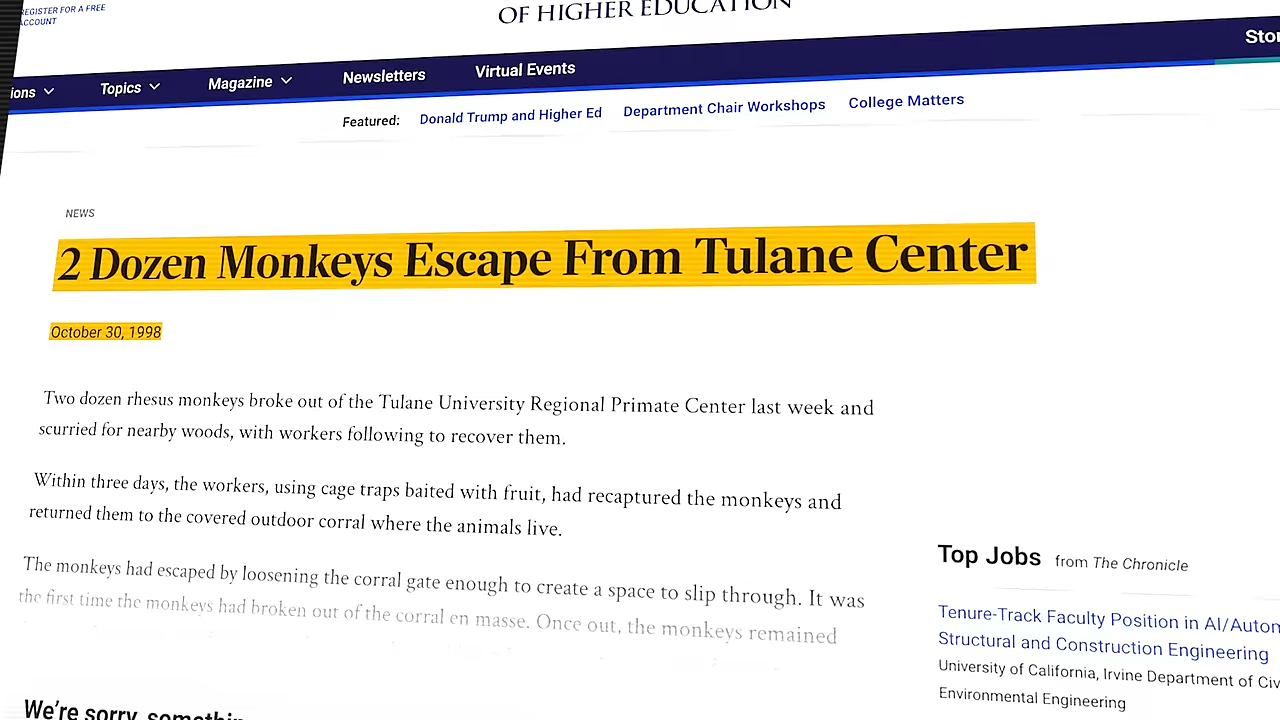 REGISTER FOR A FREE
ACCOUNT
OF HIGHER EDUCATION
Topics
Magazine
Newsletters
Virtual Events
Featured:
Donald Trump and Higher Ed
Department Chair Workshops
College Matters
NEWS
2 Dozen Monkeys Escape From Tulane Center
October 30, 1998
Two dozen rhesus monkeys broke out of the Tulane University Regional Primate Center last week and
scurried for nearby woods, with workers following to recover them.
Within three days, the workers, using cage traps baited with fruit, had recaptured the monkeys and
returned them to the covered outdoor corral where the animals live.
The monkeys had escaped by loosening the corral gate enough to create a space to slip through. It was
the first time the monkeys had broken out of the corral en masse. Once out, the monkeys remained
Top Jobs from The Chronicle
Tenure-Track Faculty Position in
Structural and Construction Engineering
University of California, Irvine Department of
Environmental Engineering
We're sorry,